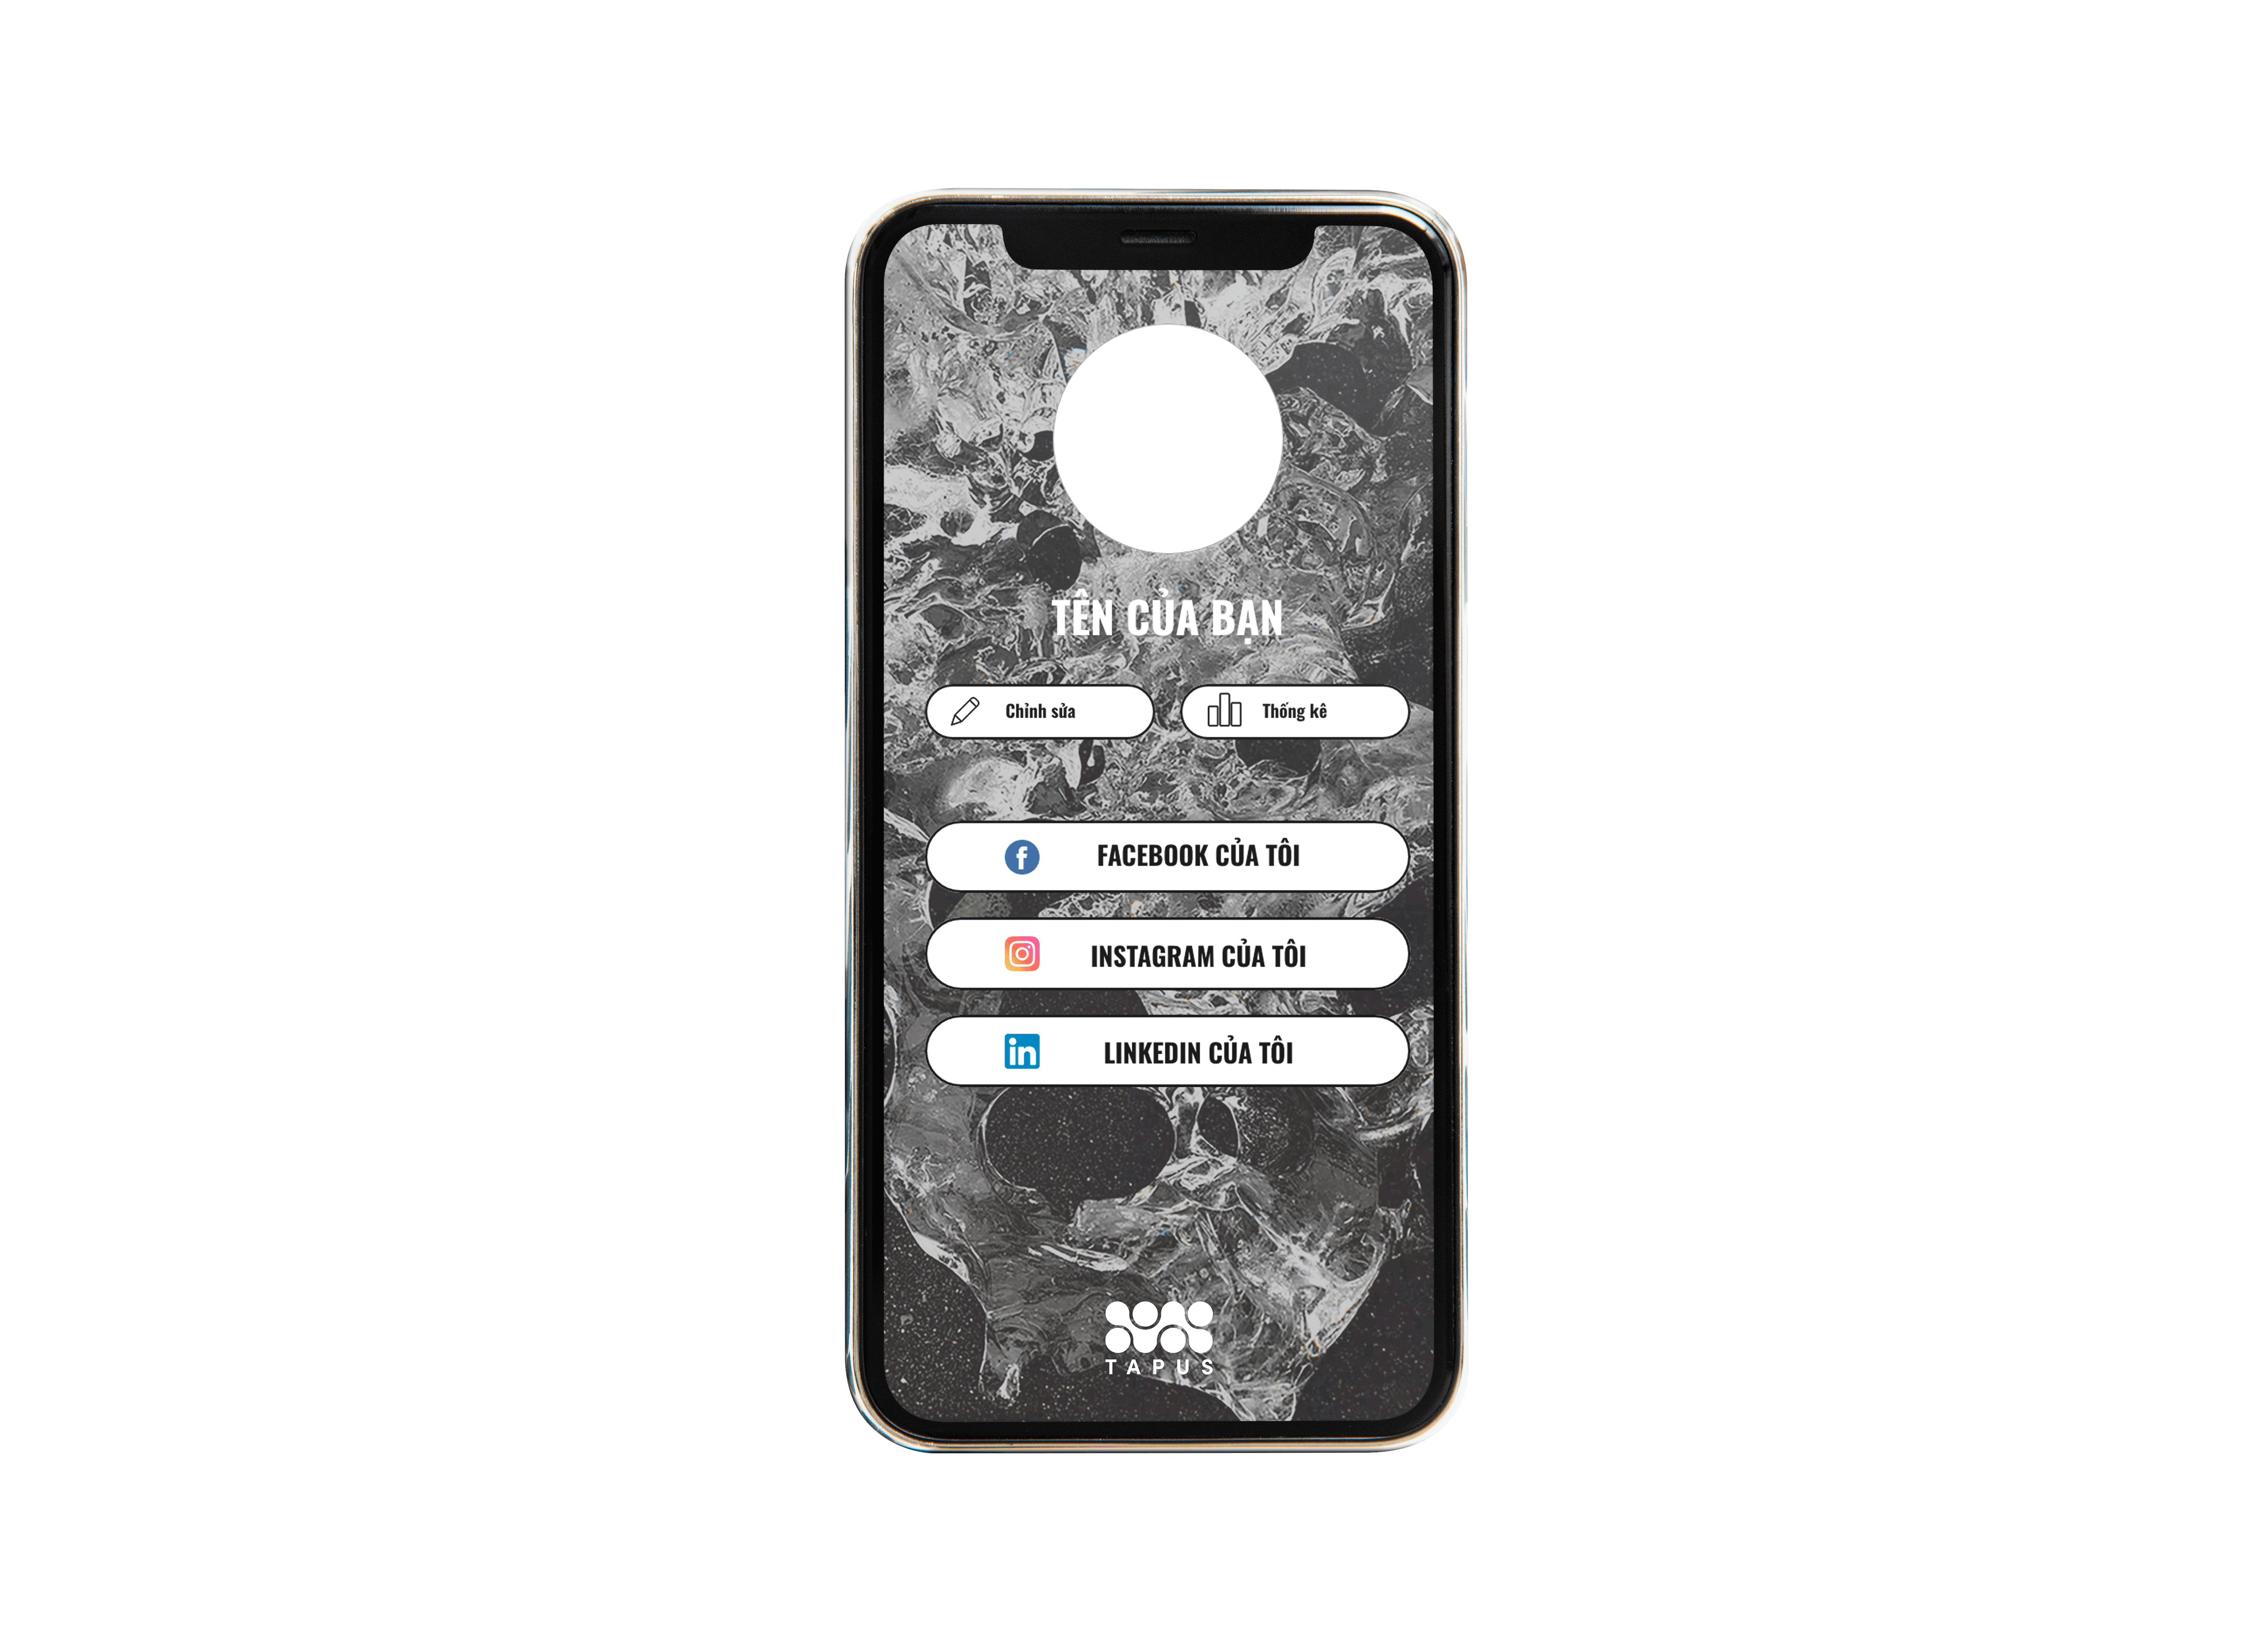 TÊN CỦA BẠN
Chỉnh sửa
Thống kê
FACEBOOK CỦA TÔI
INSTAGRAM CỦA TÔI
LINKEDIN CỦA TÔI
TAPUS